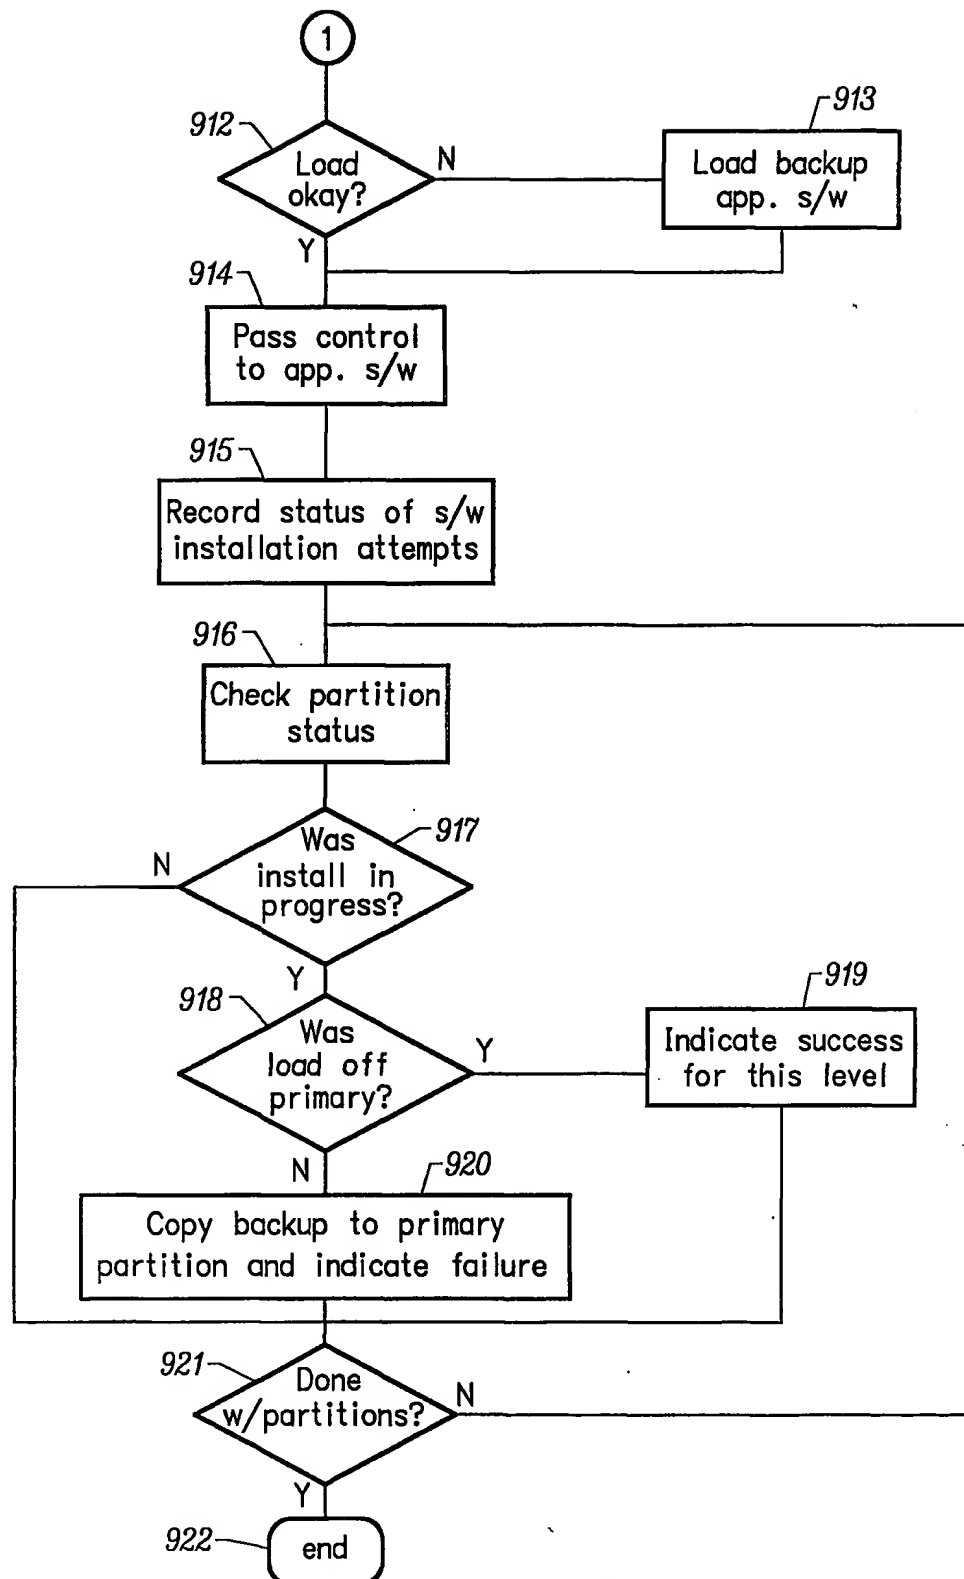 1
912
Load
okay?
N
913
Load backup
app. s/w
Y
914
Pass control
to app. s/w
915
Record status of s/w
installation attempts
916
Check partition
status
917
Was
install in
progress?
N
Y
918
Was
load off
primary?
Y
919
Indicate success
for this level
N
920
Copy backup to primary
partition and indicate failure
921
Done
w/partitions?
N
Y
922
end